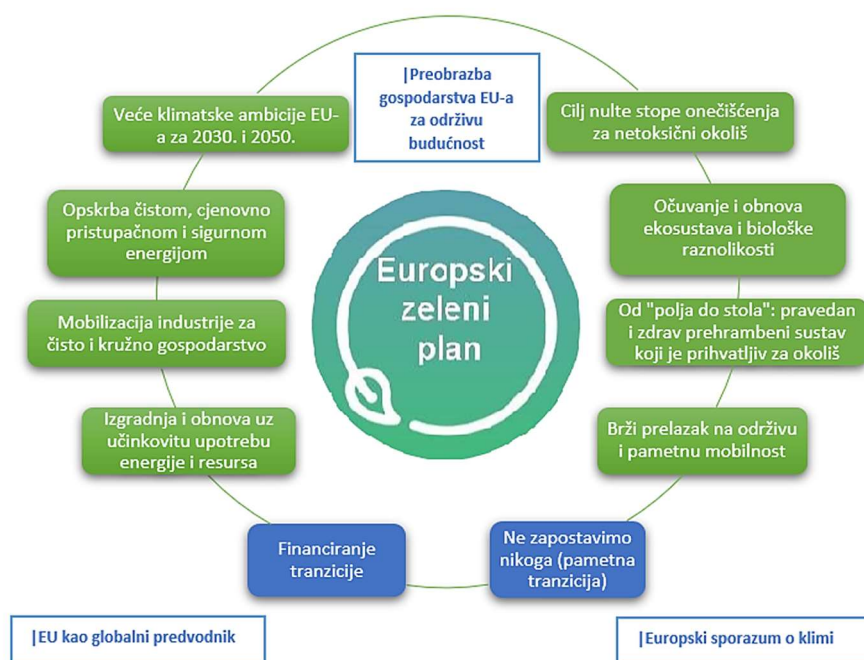 |Preobrazba
gospodarstva EU-a
za održivu
budućnost
Veće klimatske ambicije EU-
a za 2030. i 2050.
Cilj nulte stope onečišćenja
za netoksični okoliš
Opskrba čistom, cjenovno
pristupačnom i sigurnom
energijom
Očuvanje i obnova
ekosustava i biološke
raznolikosti
Europski
zeleni
plan
Mobilizacija industrije za
čisto i kružno gospodarstvo
Od "polja do stola": pravedan
i zdrav prehrambeni sustav
koji je prihvatljiv za okoliš
Izgradnja i obnova uz
učinkovitu upotrebu
energije i resursa
Brži prelazak na održivu
i pametnu mobilnost
Financiranje
tranzicije
Ne zapostavimo
nikoga (pametna
tranzicija)
|EU kao globalni predvodnik
|Europski sporazum o klimi